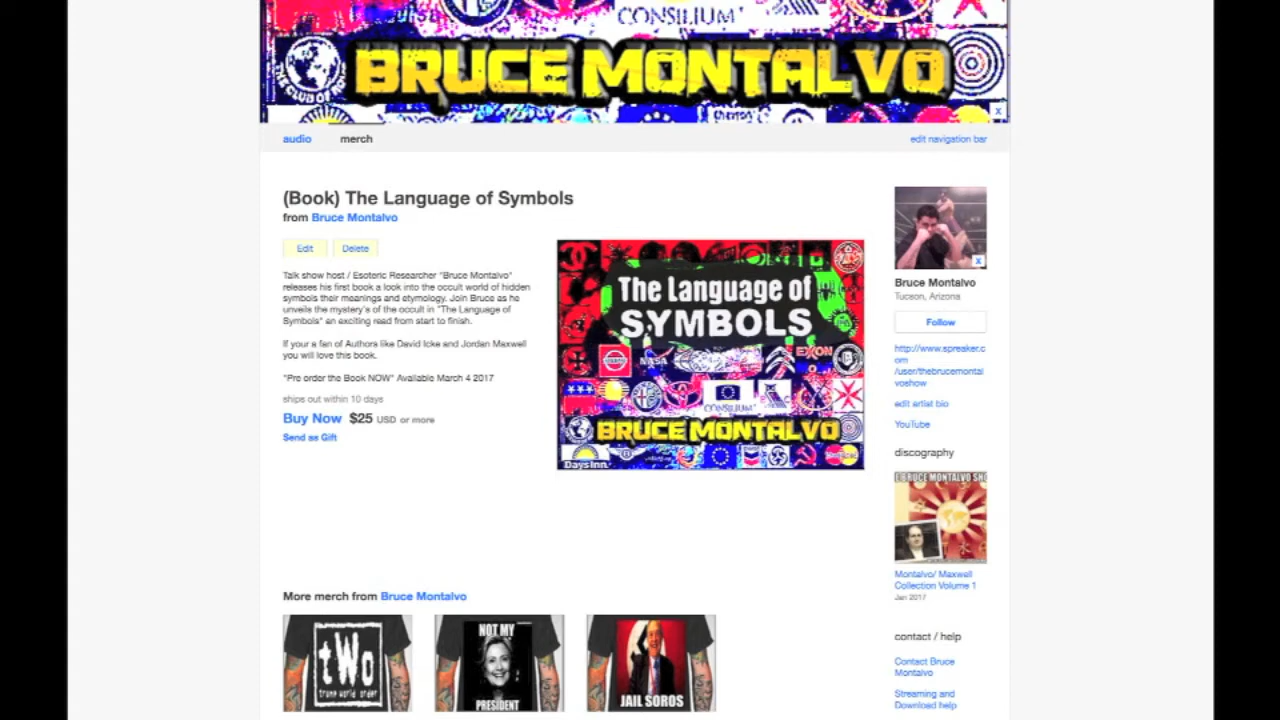 CONSILIUM
THE CLUB OF
BRUCE MONTALVO
x
audio
merch
edit navigation bar
(Book) The Language of Symbols
from Bruce Montalvo
Edit
Delete
Talk show host / Esoteric Researcher "Bruce Montalvo"
releases his first book a look into the occult world of hidden
symbols their meanings and etymology. Join Bruce as he
unveils the mystery's of the occult in "The Language of
Symbols" an exciting read from start to finish.
If your a fan of Authors like David Icke and Jordan Maxwell
you will love this book.
"Pre order the Book NOW" Available March 4 2017
ships out within 10 days
Buy Now $25 USD or more
Send as Gift
The Language of
SYMBOLS
NASA
EXXON
CONSILIUM
BRUCE MONTALVO
Days Inn
x
Bruce Montalvo
Tucson, Arizona
Follow
http://www.spreaker.c
om
/user/thebrucemontal
voshow
edit artist bio
YouTube
discography
E BRUCE MONTALVO SHO
Montalvo/ Maxwell
Collection Volume 1
Jan 2017
contact / help
Contact Bruce
Montalvo
Streaming and
Download help
More merch from Bruce Montalvo
tWo
trump world order
NOT MY
PRESIDENT
JAIL SOROS